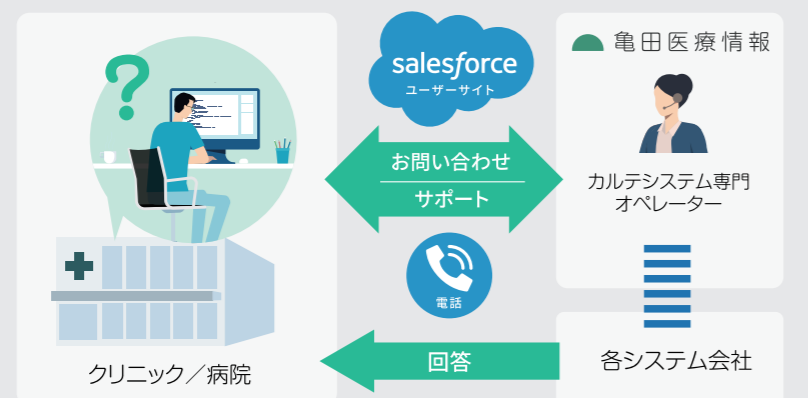 salesforce
ユーザーサイト
亀田医療情報
お問い合わせ
サポート
カルテシステム専門
オペレーター
電話
クリニック／病院
回答
各システム会社